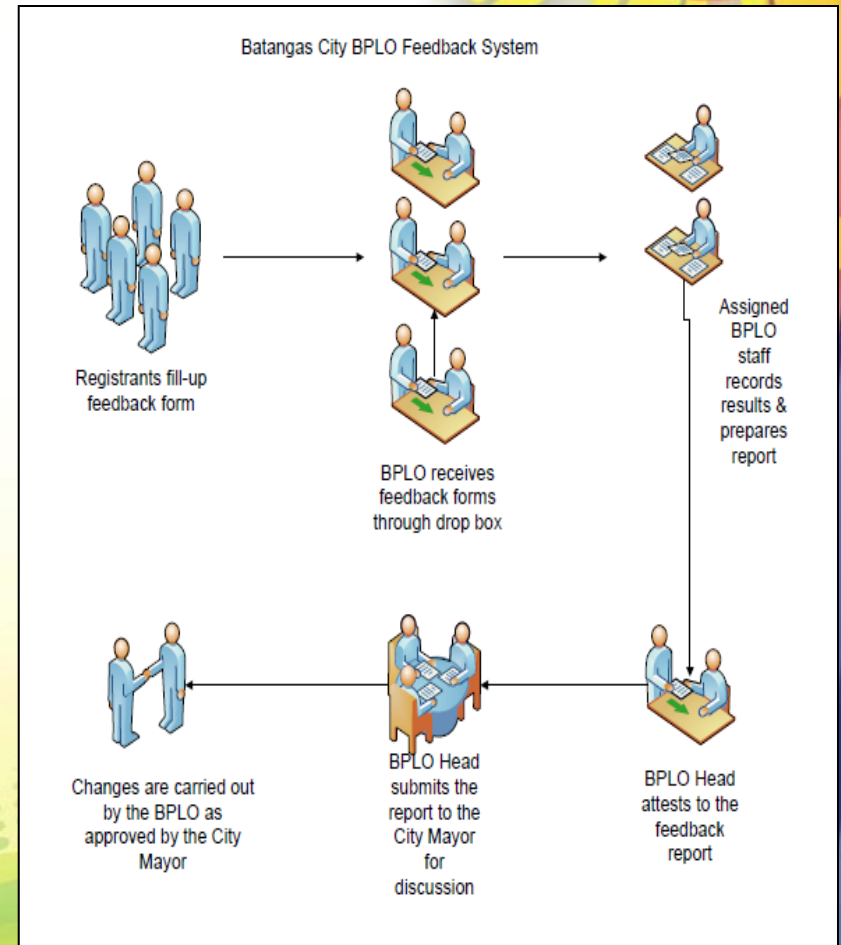 Batangas City BPLO Feedback System
Registrants fill-up
feedback form
BPLO receives
feedback forms
through drop box
Assigned
BPLO
staff
records
results &
prepares
report
BPLO Head
attests to the
feedback
report
BPLO Head
submits the
report to the
City Mayor
for
discussion
Changes are carried out
by the BPLO as
approved by the City
Mayor